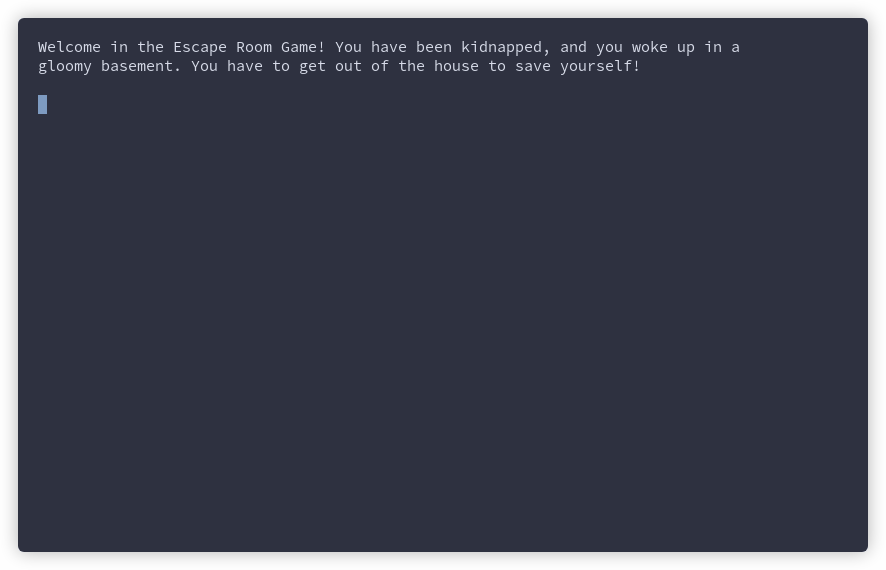 Welcome in the Escape Room Game! You have been kidnapped, and you woke up in a
gloomy basement. You have to get out of the house to save yourself!